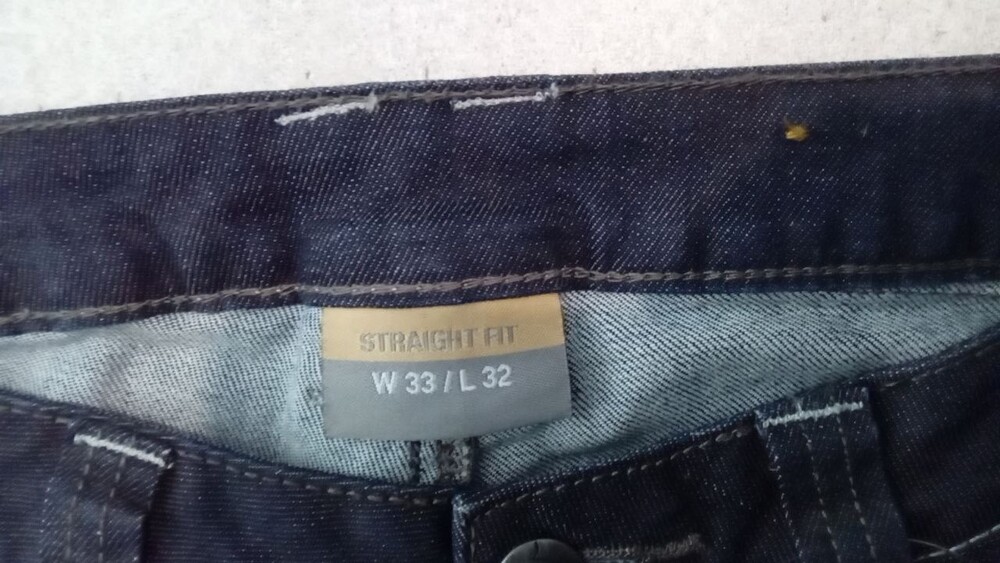 STRAIGHT FIT
W 33 / L 32